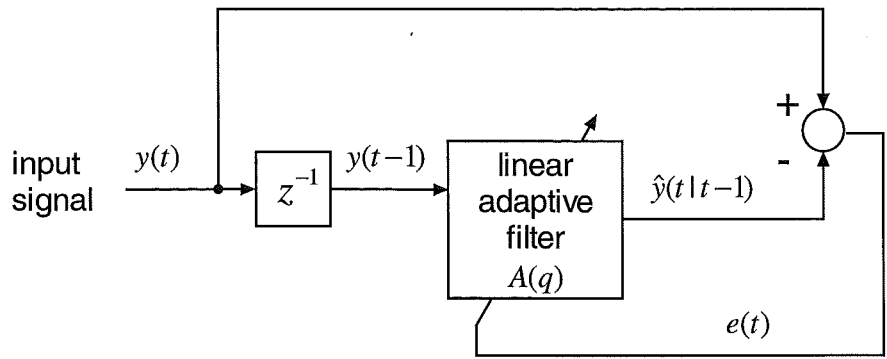 input
signal
y(t)
z⁻¹
y(t−1)
linear
adaptive
filter
A(q)
ŷ(t|t−1)
+
-
e(t)